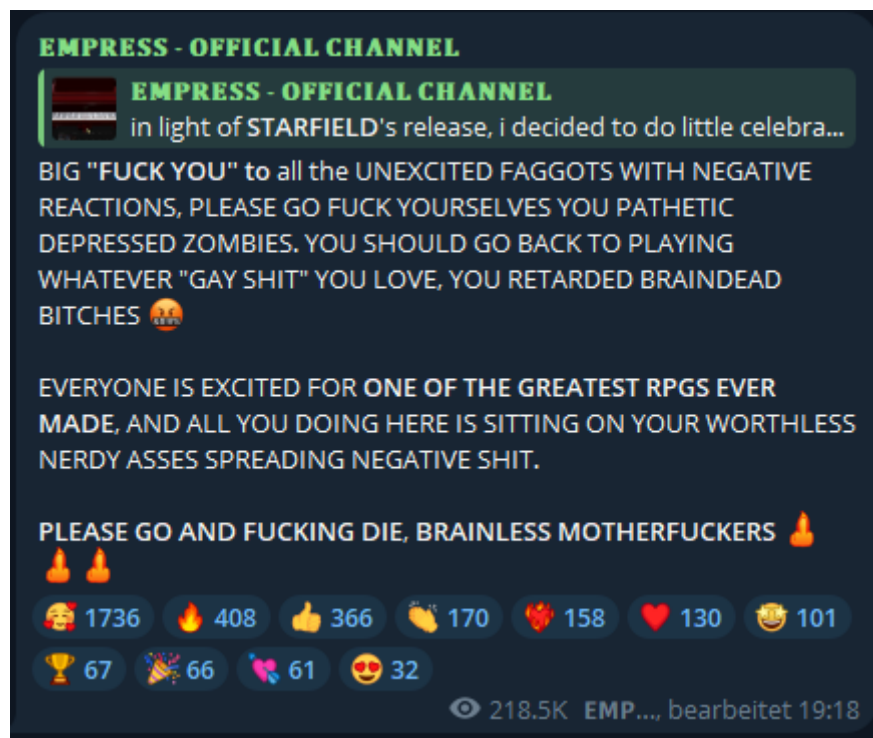 EMPRESS - OFFICIAL CHANNEL
EMPRESS - OFFICIAL CHANNEL
in light of STARFIELD's release, i decided to do little celebra...
BIG "FUCK YOU" to all the UNEXCITED FAGGOTS WITH NEGATIVE
REACTIONS, PLEASE GO FUCK YOURSELVES YOU PATHETIC
DEPRESSED ZOMBIES. YOU SHOULD GO BACK TO PLAYING
WHATEVER "GAY SHIT" YOU LOVE, YOU RETARDED BRAINDEAD
BITCHES 🤬
EVERYONE IS EXCITED FOR ONE OF THE GREATEST RPGS EVER
MADE, AND ALL YOU DOING HERE IS SITTING ON YOUR WORTHLESS
NERDY ASSES SPREADING NEGATIVE SHIT.
PLEASE GO AND FUCKING DIE, BRAINLESS MOTHERFUCKERS 🖕
🖕 🖕
🥰 1736 🔥 408 👍 366 👏 170 ❤️‍🔥 158 ❤️ 130 🤩 101
🏆 67 🎉 66 💘 61 😍 32
218.5K EMP..., bearbeitet 19:18